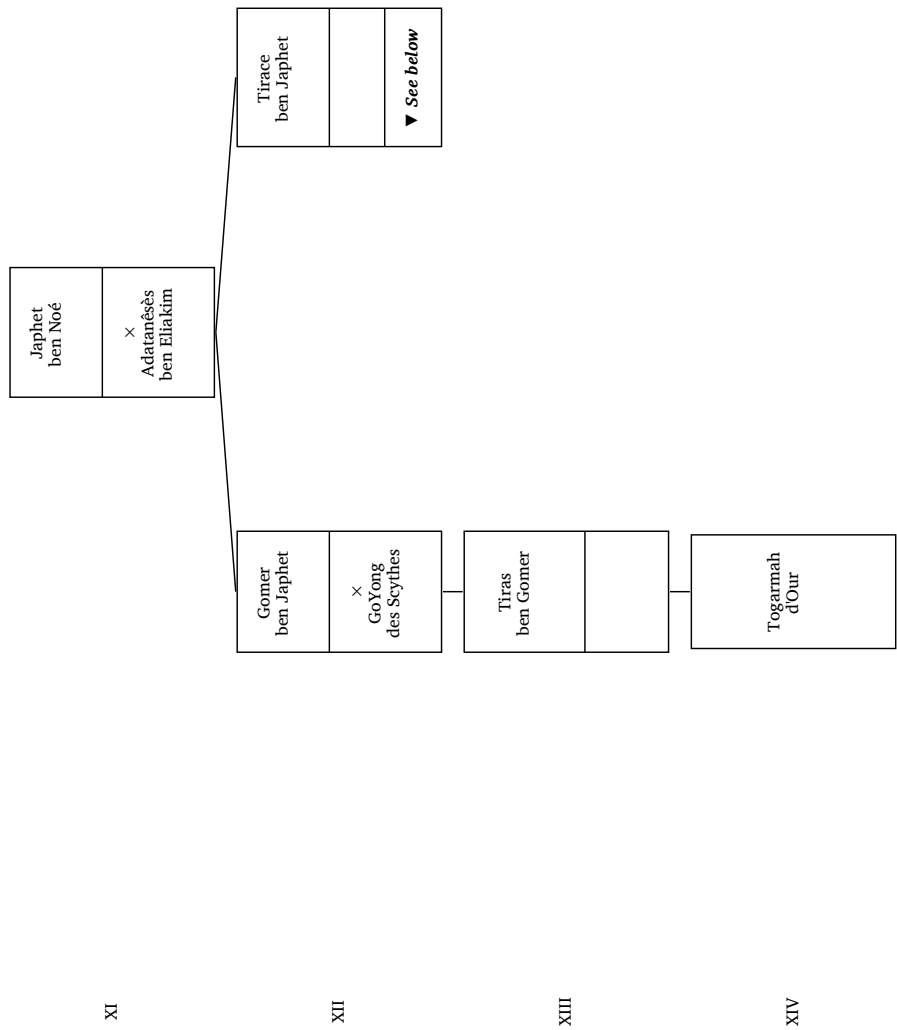 XI
Japhet
ben Noé
×
Adatanêsès
ben Eliakim
XII
Gomer
ben Japhet
×
GoYong
des Scythes
Tirace
ben Japhet
▼ See below
XIII
Tiras
ben Gomer
XIV
Togarmah
d'Our